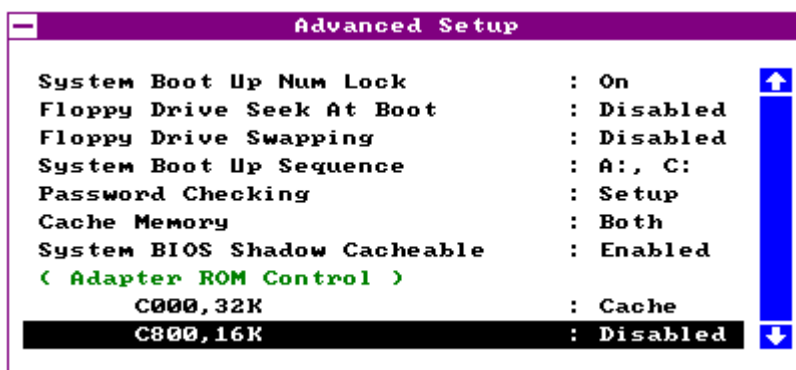 Advanced Setup
System Boot Up Num Lock : On
Floppy Drive Seek At Boot : Disabled
Floppy Drive Swapping : Disabled
System Boot Up Sequence : A:, C:
Password Checking : Setup
Cache Memory : Both
System BIOS Shadow Cacheable : Enabled
( Adapter ROM Control )
C000,32K : Cache
C800,16K : Disabled